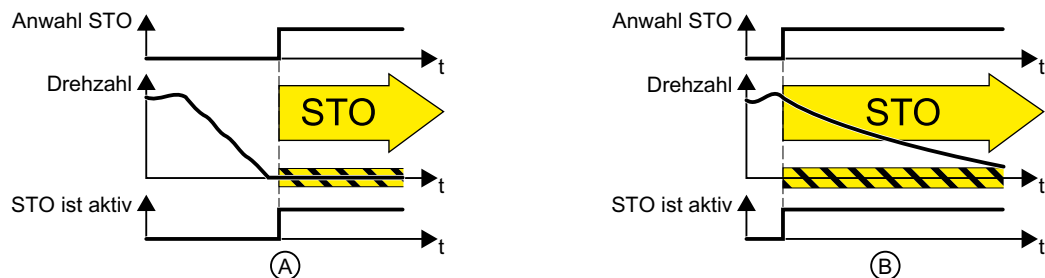 Anwahl STO
t
Drehzahl
STO
t
STO ist aktiv
t
A
Anwahl STO
t
Drehzahl
STO
t
STO ist aktiv
t
B